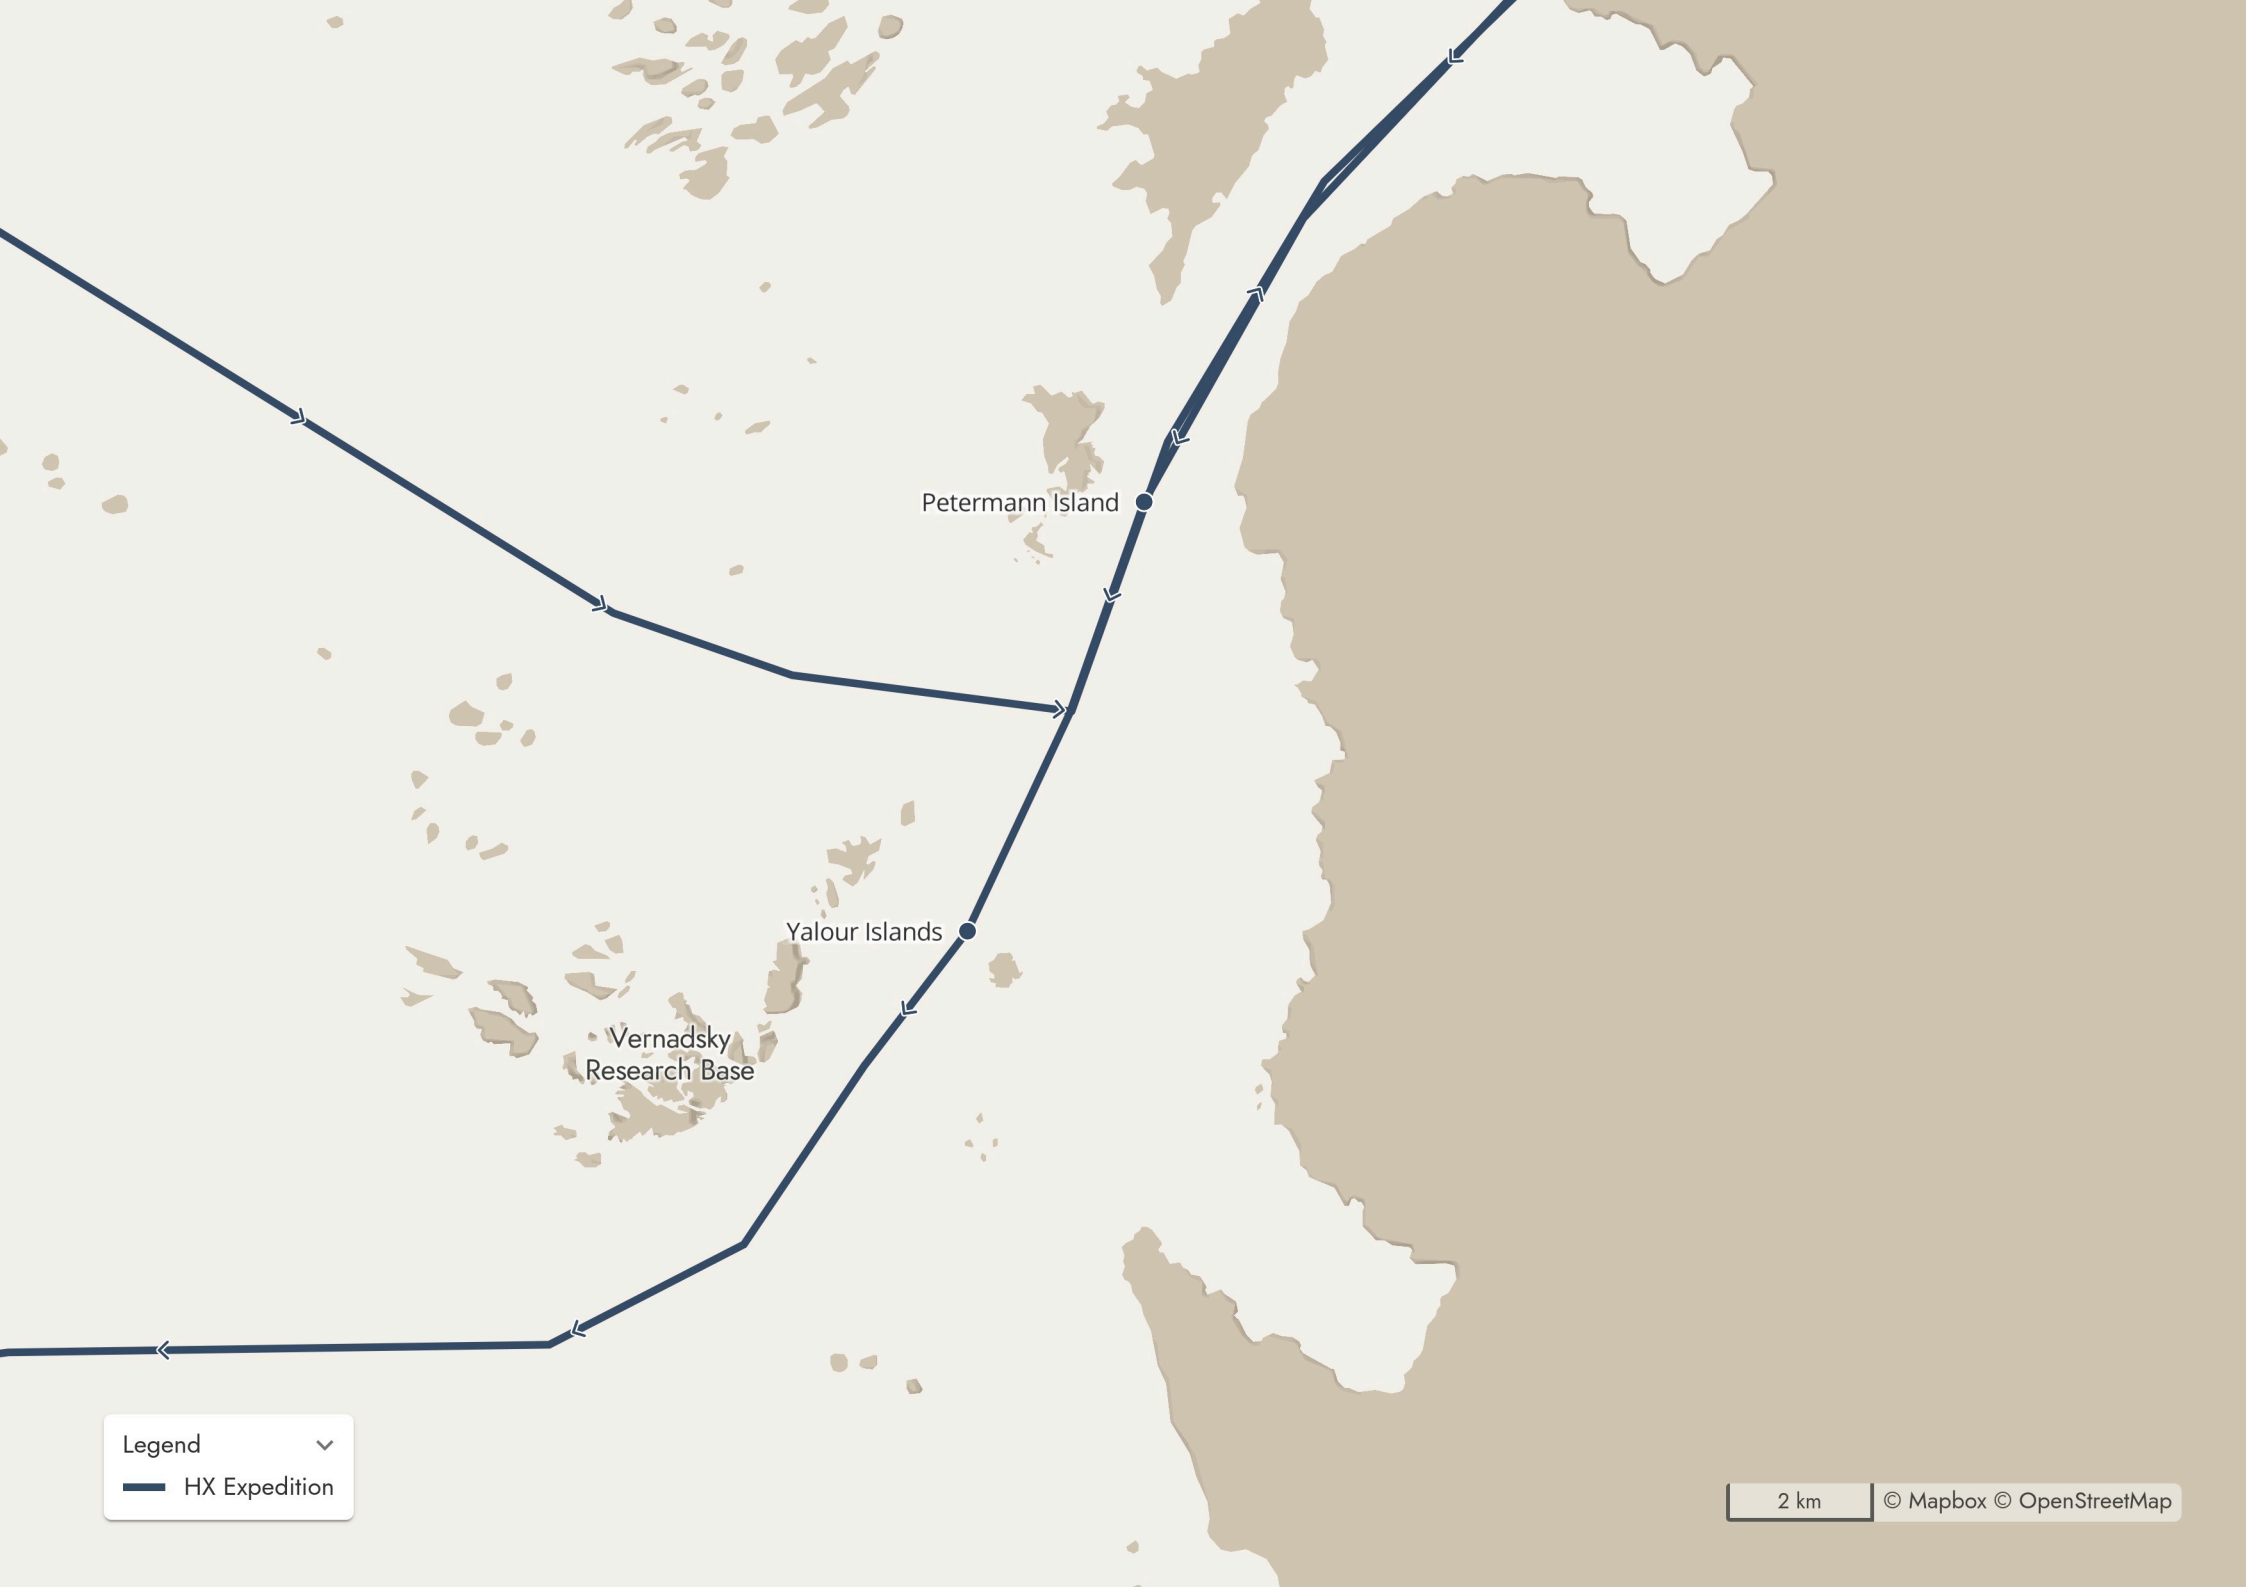 Petermann Island
Yalour Islands
Vernadsky
Research Base
Legend
HX Expedition
2 km
© Mapbox © OpenStreetMap